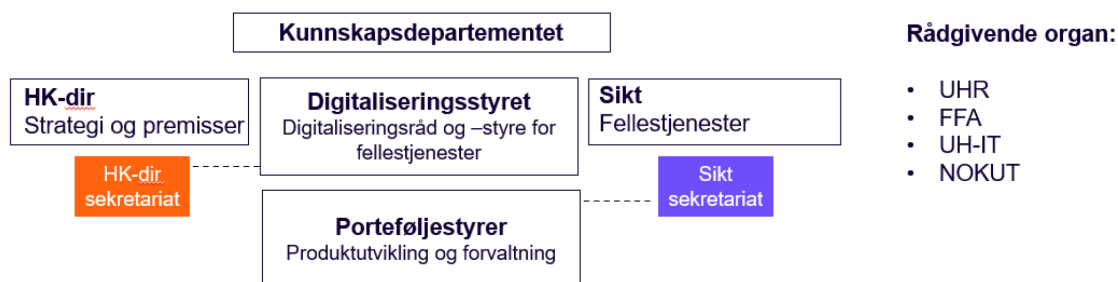 Kunnskapsdepartementet
HK-dir
Strategi og premisser
Digitaliseringsstyret
Digitaliseringsråd og –styre for
fellestjenester
Sikt
Fellestjenester
HK-dir
sekretariat
Sikt
sekretariat
Porteføljestyrer
Produktutvikling og forvaltning
Rådgivende organ:
• UHR
• FFA
• UH-IT
• NOKUT